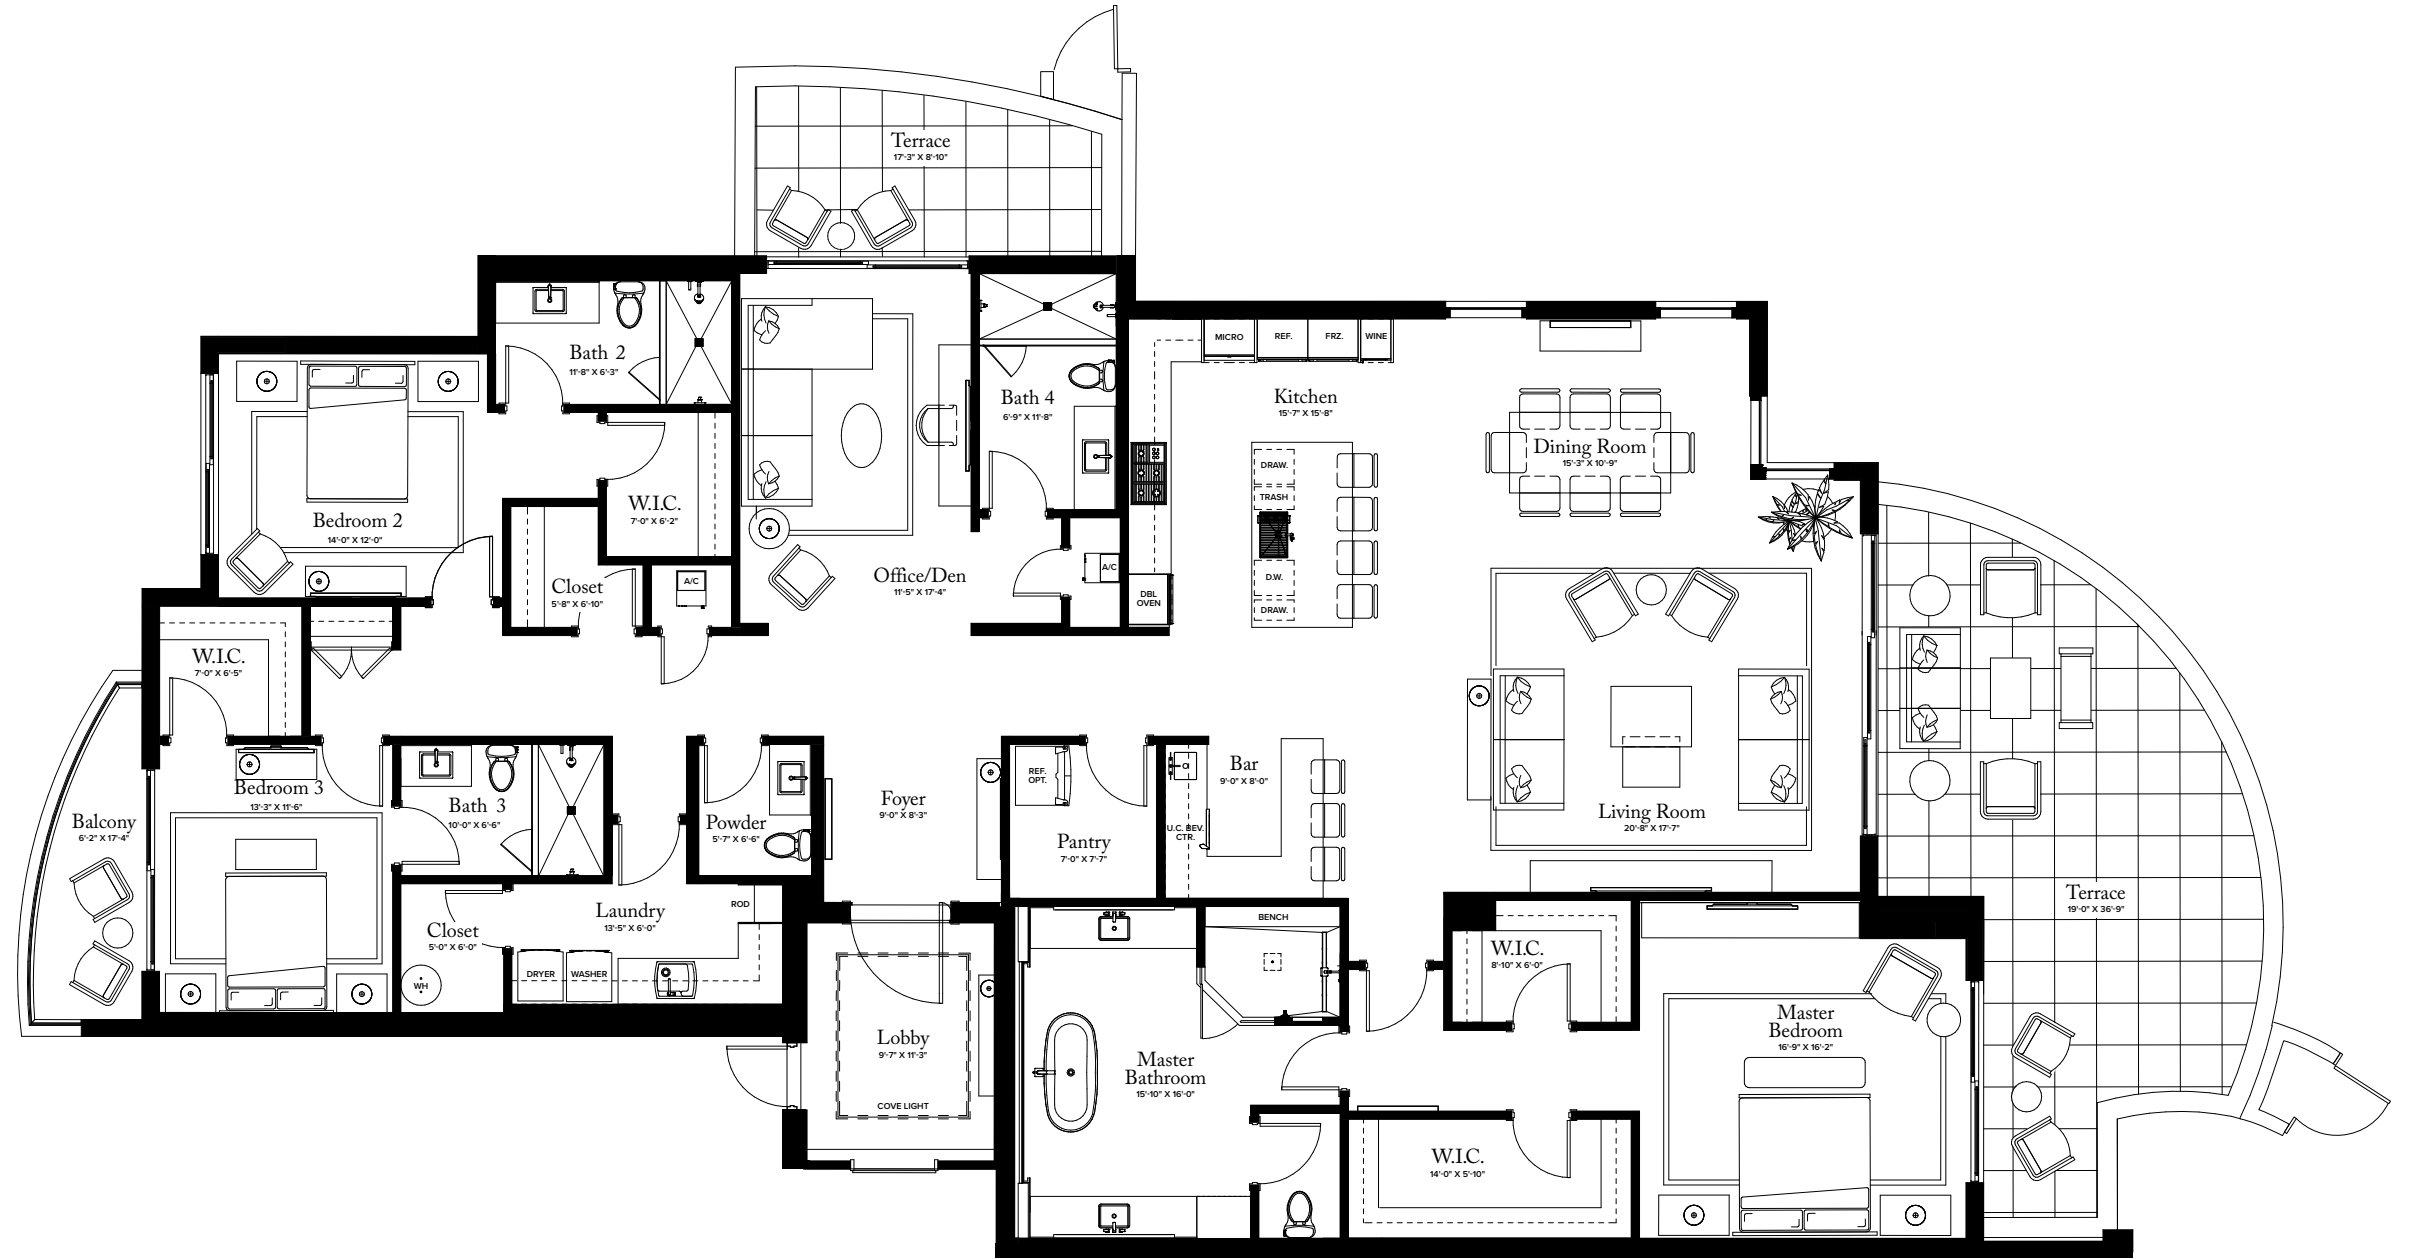 Terrace
17'-3" X 8'-10"
Bath 2
11'-8" X 6'-3"
Bath 4
6'-9" X 11'-8"
MICRO
REF.
FRZ.
WINE
Kitchen
15'-7" X 15'-8"
Dining Room
15'-3" X 10'-9"
DRAW.
TRASH
D.W.
DRAW.
DBL
OVEN
Bedroom 2
14'-0" X 12'-0"
W.I.C.
7'-0" X 6'-2"
Closet
5'-8" X 6'-10"
A/C
Office/Den
11'-5" X 17'-4"
A/C
W.I.C.
7'-0" X 6'-5"
Balcony
6'-2" X 17'-4"
Bedroom 3
13'-3" X 11'-6"
Bath 3
10'-0" X 6'-6"
Powder
5'-7" X 6'-6"
Foyer
9'-0" X 8'-3"
REF.
OPT.
Pantry
7'-0" X 7'-7"
Bar
9'-0" X 8'-0"
U.C. BEV.
CTR.
Living Room
20'-8" X 17'-7"
Terrace
19'-0" X 36'-9"
Closet
5'-0" X 6'-0"
WH
Laundry
13'-5" X 6'-0"
ROD
DRYER
WASHER
Lobby
9'-7" X 11'-3"
COVE LIGHT
BENCH
Master
Bathroom
15'-10" X 16'-0"
W.I.C.
8'-10" X 6'-0"
W.I.C.
14'-0" X 5'-10"
Master
Bedroom
16'-9" X 16'-2"